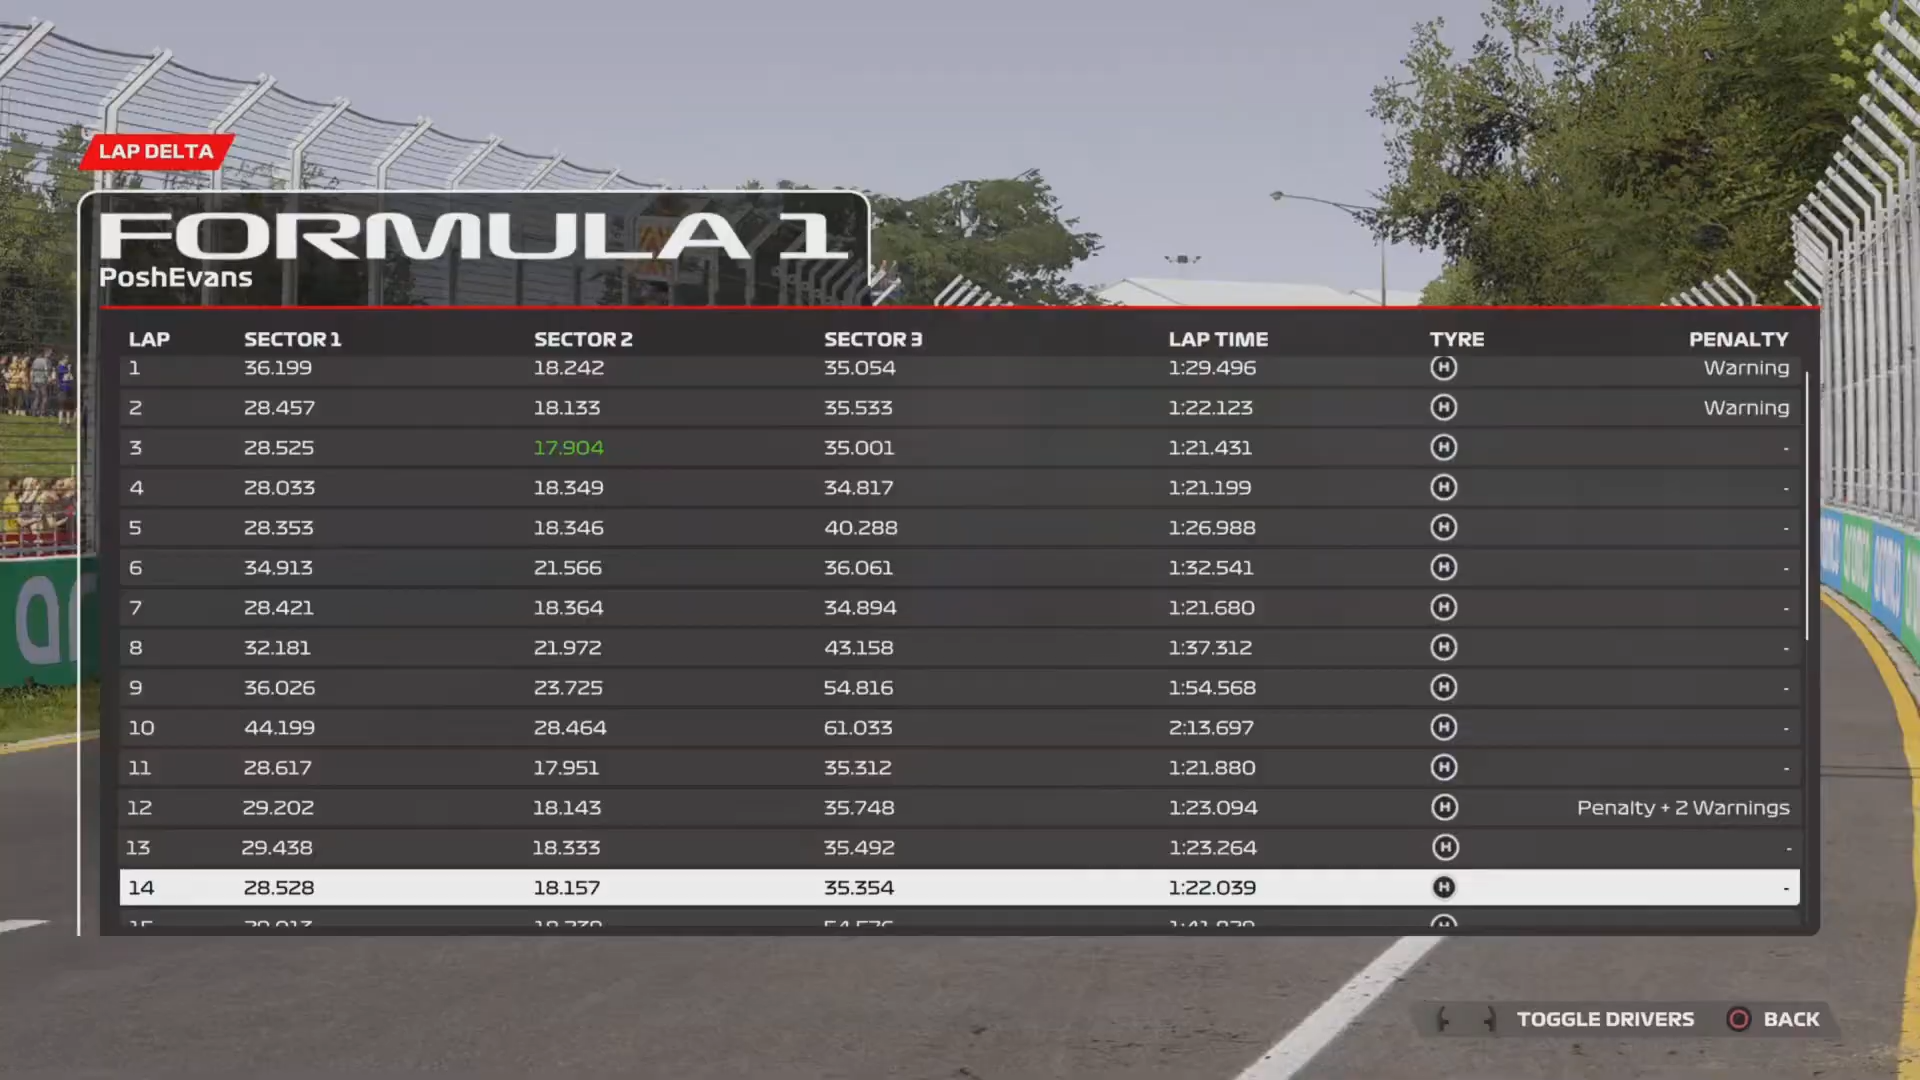 LAP DELTA
FORMULA 1
PoshEvans
LAP SECTOR 1 SECTOR 2 SECTOR 3 LAP TIME TYRE PENALTY
1 36.199 18.242 35.054 1:29.496 H Warning
2 28.457 18.133 35.533 1:22.123 H Warning
3 28.525 17.904 35.001 1:21.431 H -
4 28.033 18.349 34.817 1:21.199 H -
5 28.353 18.346 40.288 1:26.988 H -
6 34.913 21.566 36.061 1:32.541 H -
7 28.421 18.364 34.894 1:21.680 H -
8 32.181 21.972 43.158 1:37.312 H -
9 36.026 23.725 54.816 1:54.568 H -
10 44.199 28.464 61.033 2:13.697 H -
11 28.617 17.951 35.312 1:21.880 H -
12 29.202 18.143 35.748 1:23.094 H Penalty + 2 Warnings
13 29.438 18.333 35.492 1:23.264 H -
14 28.528 18.157 35.354 1:22.039 H -
TOGGLE DRIVERS BACK